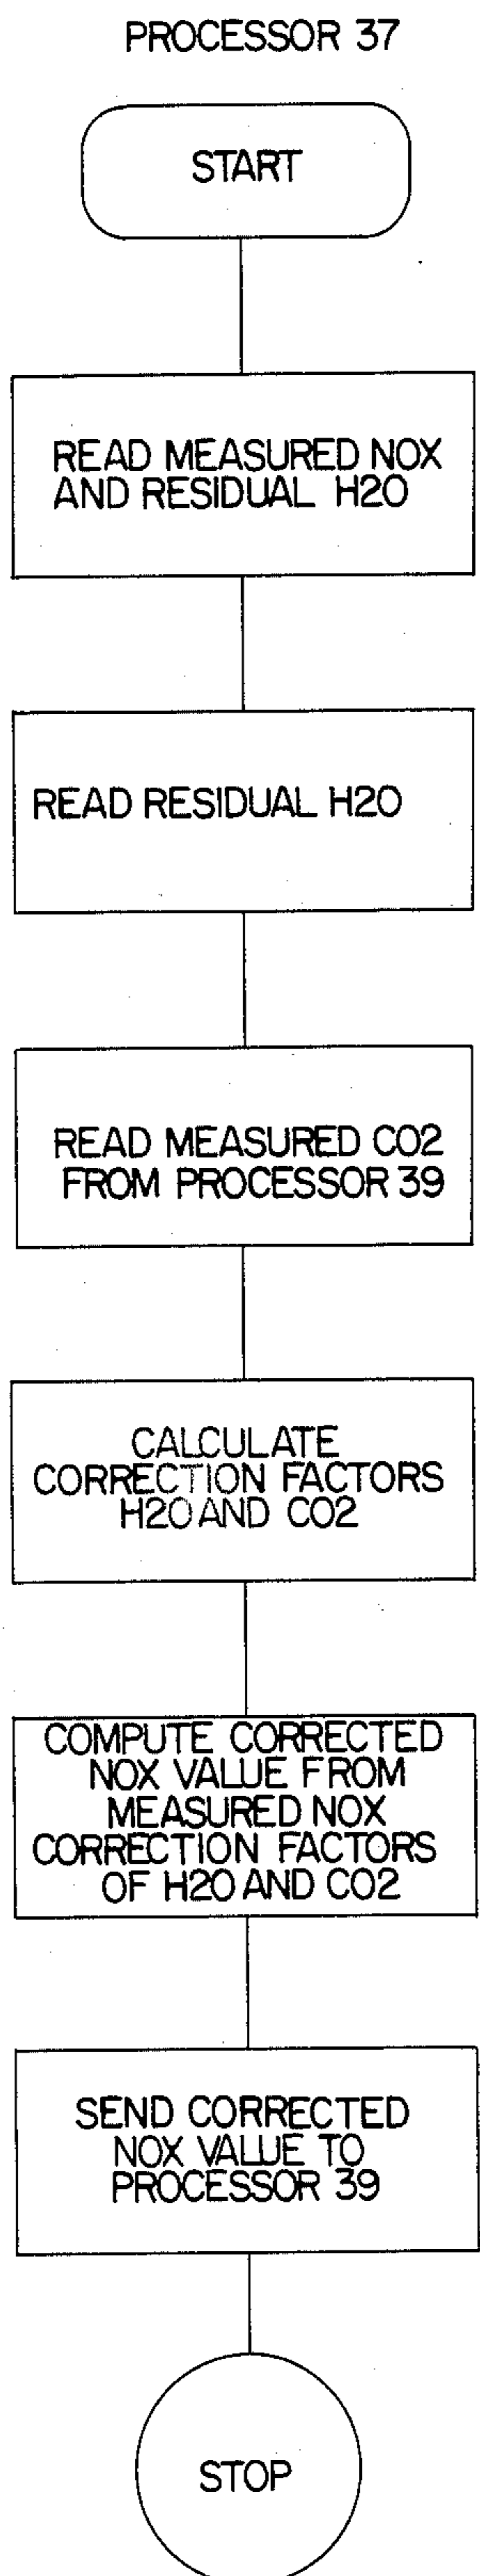 PROCESSOR 37
START
READ MEASURED NOX
AND RESIDUAL H2O
READ RESIDUAL H2O
READ MEASURED CO2
FROM PROCESSOR 39
CALCULATE
CORRECTION FACTORS
H2O AND CO2
COMPUTE CORRECTED
NOX VALUE FROM
MEASURED NOX
CORRECTION FACTORS
OF H2O AND CO2
SEND CORRECTED
NOX VALUE TO
PROCESSOR 39
STOP